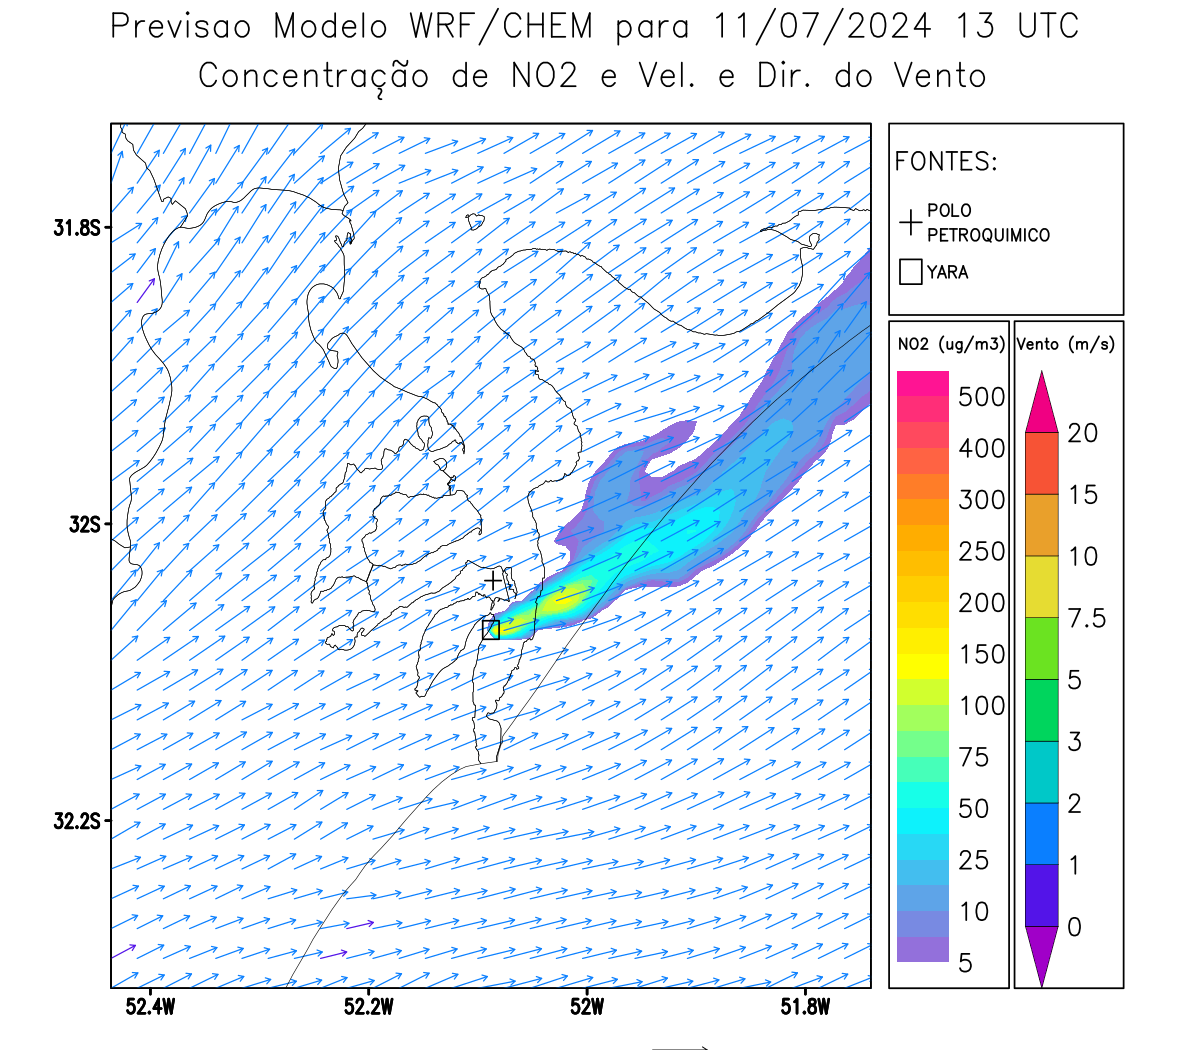 Previsao Modelo WRF/CHEM para 11/07/2024 13 UTC
Concentração de NO2 e Vel. e Dir. do Vento
FONTES:
POLO
PETROQUIMICO
YARA
NO2 (ug/m3)
500
400
300
250
200
150
100
75
50
25
10
5
Vento (m/s)
20
15
10
7.5
5
3
2
1
0
31.8S
32S
32.2S
52.4W
52.2W
52W
51.8W